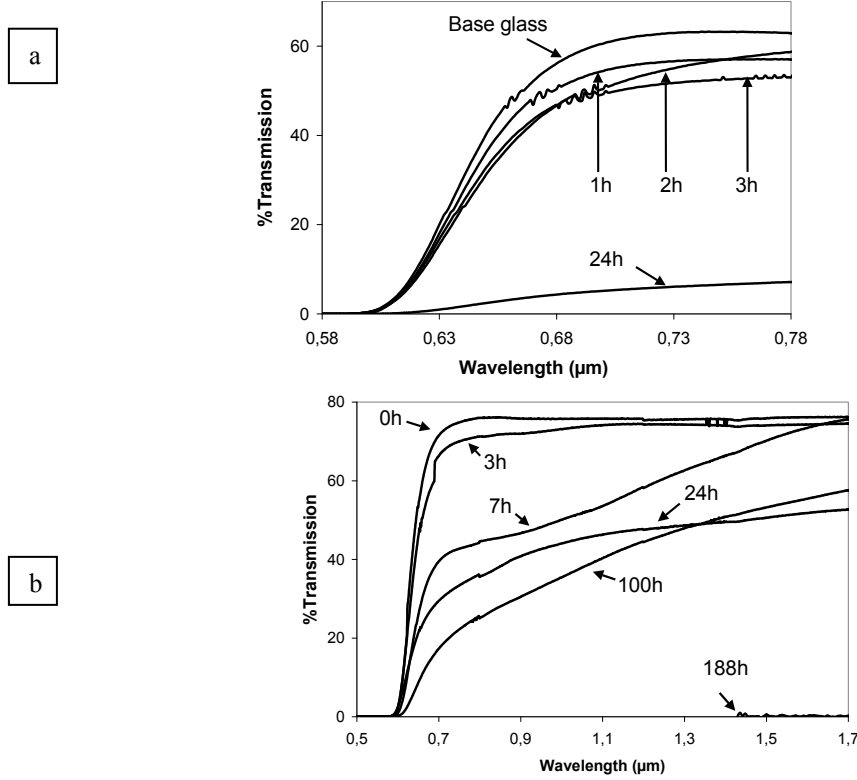 a
%Transmission
60
40
20
0
Base glass
1h
2h
3h
24h
0,58
0,63
0,68
0,73
0,78
Wavelength (µm)
b
%Transmission
80
60
40
20
0
0h
3h
7h
24h
100h
188h
0,5
0,7
0,9
1,1
1,3
1,5
1,7
Wavelength (µm)